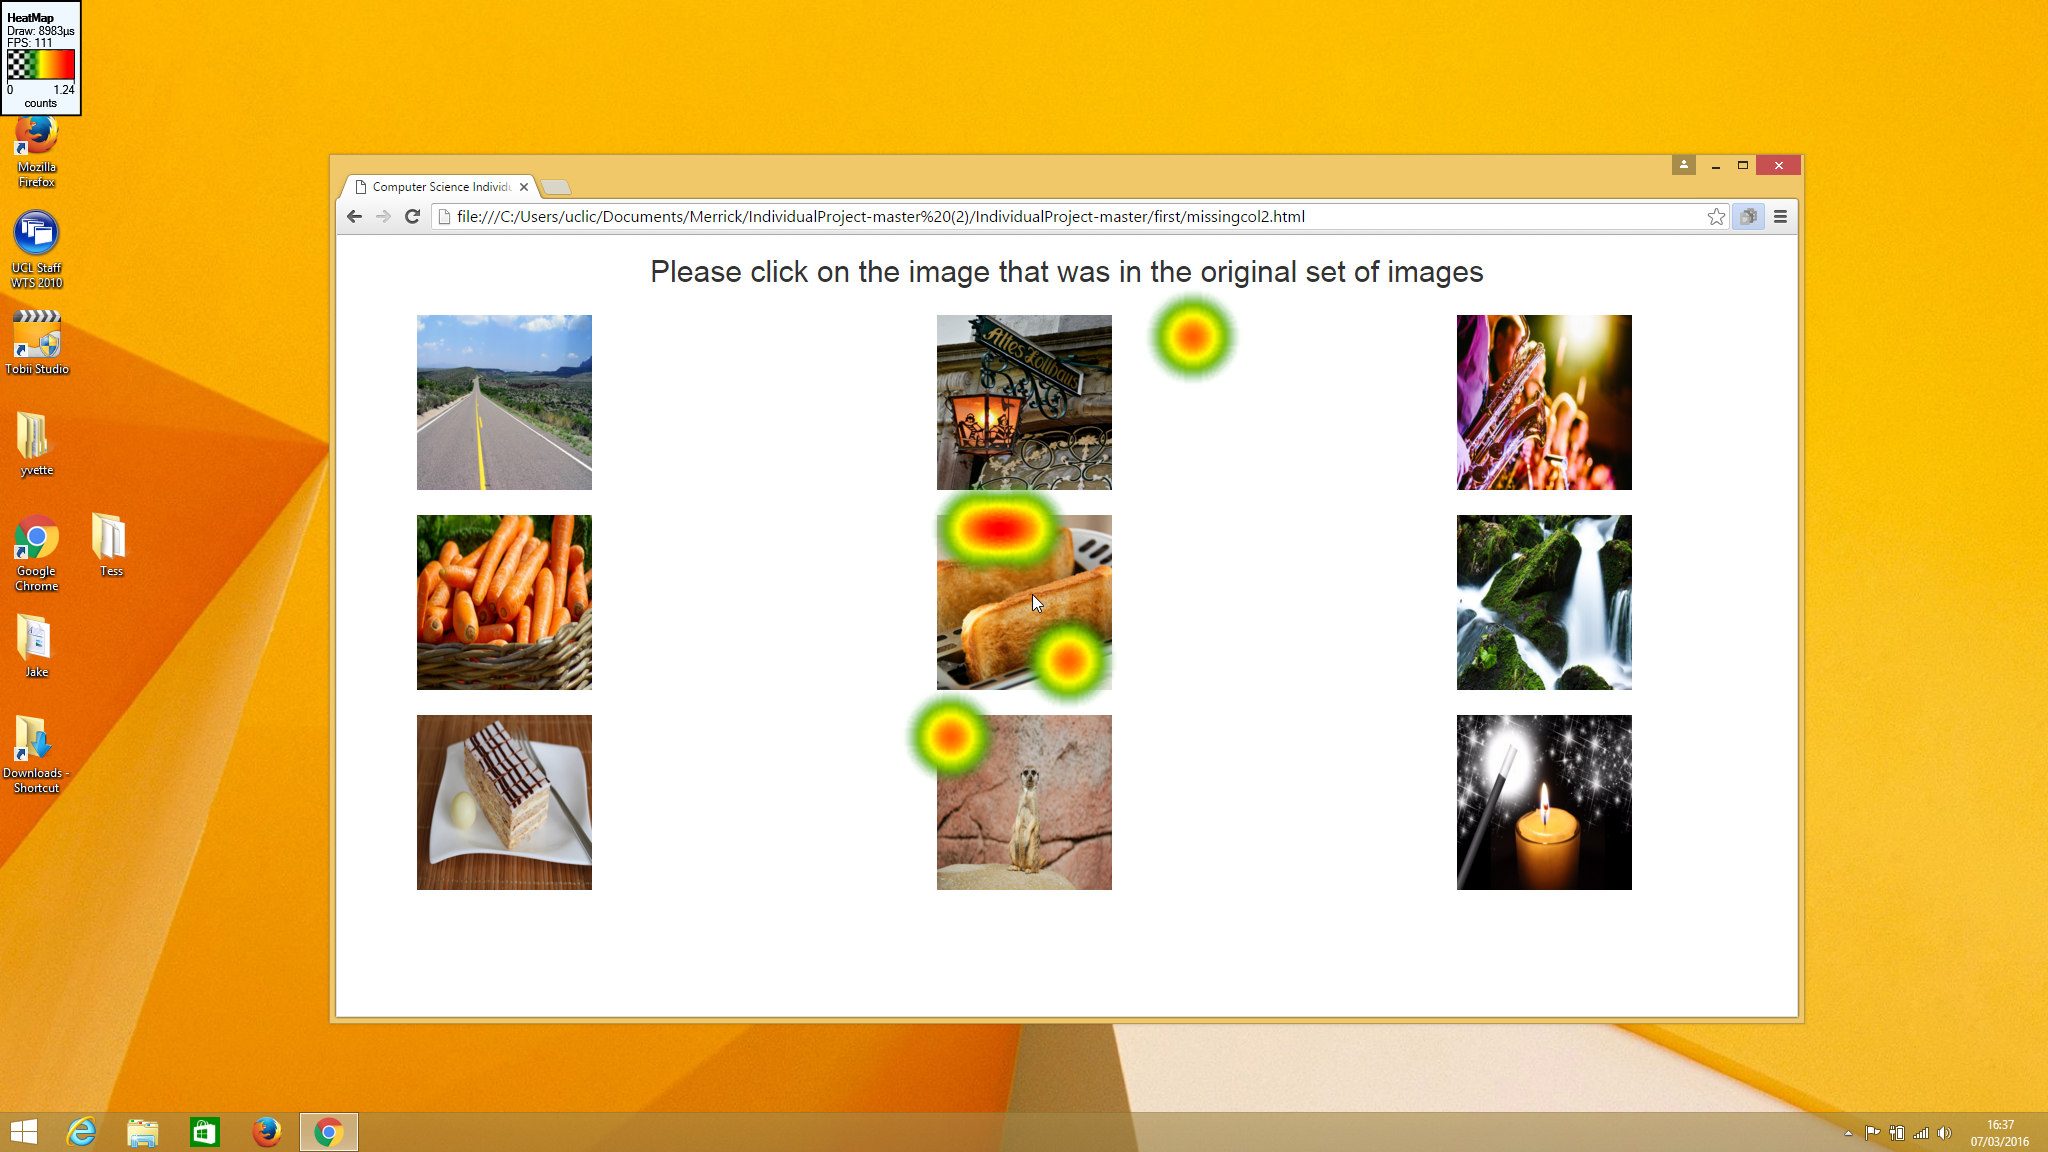 HeatMap
Draw: 8983µs
FPS: 111
0 1.24
counts
Mozilla
Firefox
UCL Staff
WTS 2010
Tobii Studio
yvette
Google
Chrome
Tess
Jake
Downloads -
Shortcut
Computer Science Individu
file:///C:/Users/uclic/Documents/Merrick/IndividualProject-master%20(2)/IndividualProject-master/first/missingcol2.html
Please click on the image that was in the original set of images
Altes Zollhaus
16:37
07/03/2016